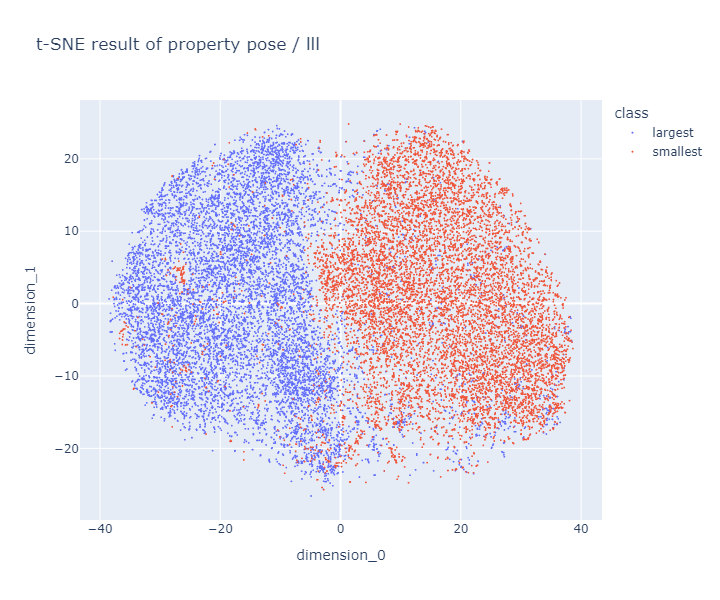 t-SNE result of property pose / lll
class
largest
smallest
20
10
0
−10
−20
dimension_1
−40
−20
0
20
40
dimension_0